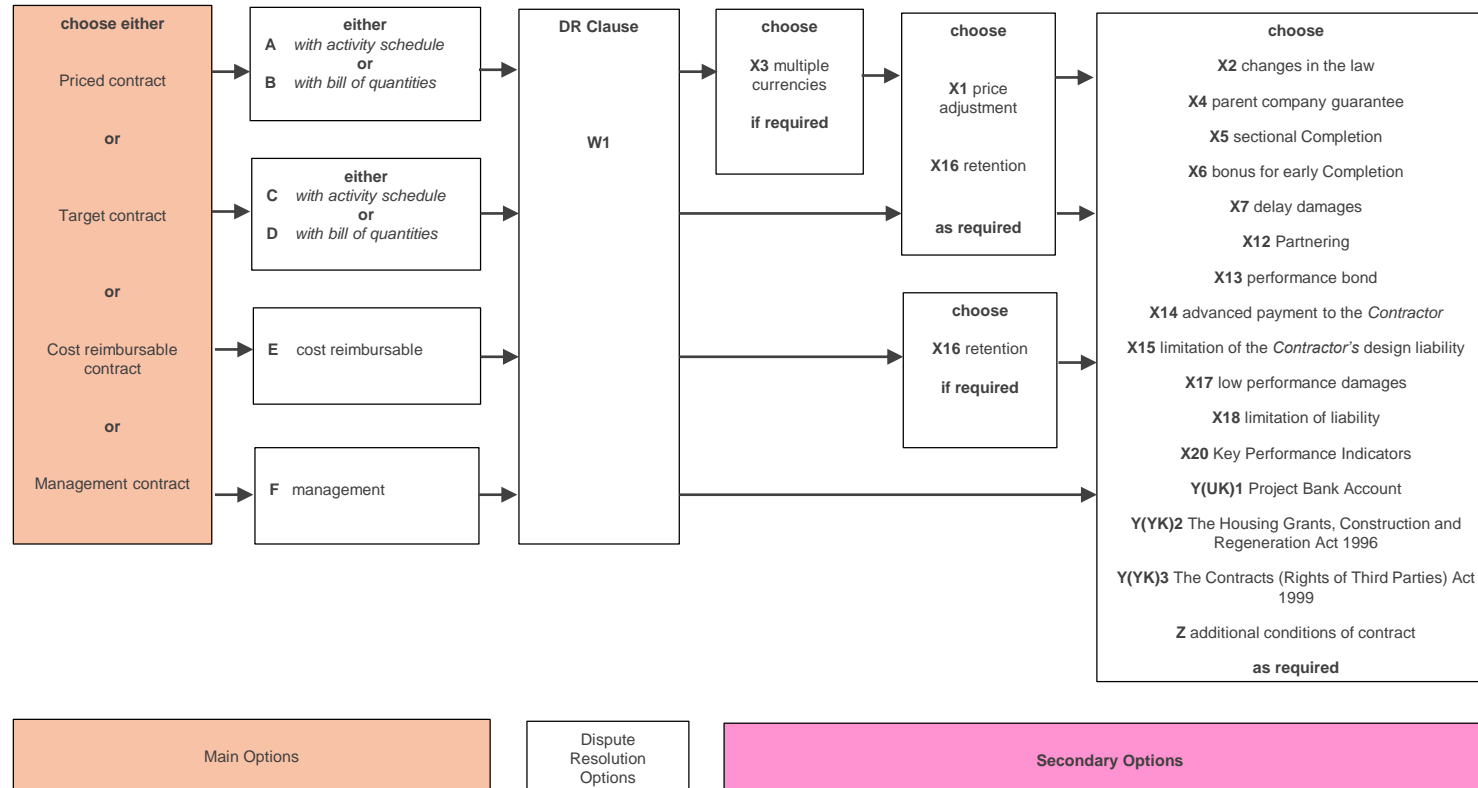 choose either
Priced contract
or
Target contract
or
Cost reimbursable
contract
or
Management contract
either
A with activity schedule
or
B with bill of quantities
either
C with activity schedule
or
D with bill of quantities
E cost reimbursable
F management
DR Clause
W1
choose
X3 multiple
currencies
if required
choose
X1 price
adjustment
X16 retention
as required
choose
X16 retention
if required
choose
X2 changes in the law
X4 parent company guarantee
X5 sectional Completion
X6 bonus for early Completion
X7 delay damages
X12 Partnering
X13 performance bond
X14 advanced payment to the Contractor
X15 limitation of the Contractor's design liability
X17 low performance damages
X18 limitation of liability
X20 Key Performance Indicators
Y(UK)1 Project Bank Account
Y(YK)2 The Housing Grants, Construction and
Regeneration Act 1996
Y(YK)3 The Contracts (Rights of Third Parties) Act
1999
Z additional conditions of contract
as required
Main Options
Dispute
Resolution
Options
Secondary Options